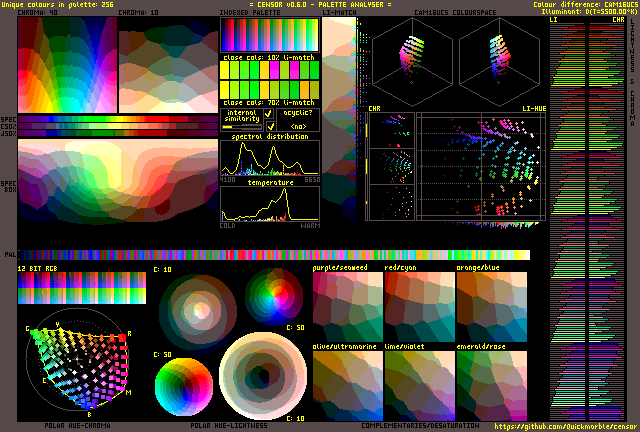 Unique colours in palette: 256
= CENSOR v0.6.0 - PALETTE ANALYSER =
Colour difference: CAM16UCS
Illuminant: D(T=5500.00°K)
CHROMA: 40
CHROMA: 10
INDEXED PALETTE
LI-MATCH
CAM16UCS COLOURSPACE
LI
CHR
LIGHTNESS & CHROMA
close cols: 10% li-match
close cols: 70% li-match
internal similarity
acyclic?
<no>
CHR
LI-HUE
SPEC
CSO2
JSO2
spectral distribution
4100
6650
SPEC BOX
temperature
COLD
WARM
PAL
12 BIT RGB
C: 10
C: 50
purple/seaweed
red/cyan
orange/blue
G
Y
R
C
M
B
C: 50
C: 10
olive/ultramarine
lime/violet
emerald/rose
POLAR HUE-CHROMA
POLAR HUE-LIGHTNESS
COMPLEMENTARIES/DESATURATION
https://github.com/Quickmarble/censor